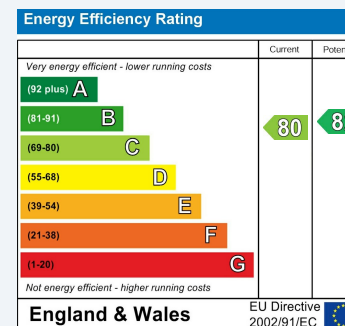 Energy Efficiency Rating
Current
Very energy efficient - lower running costs
(92 plus) A
(81-91) B
(69-80) C
80
(55-68) D
(39-54) E
(21-38) F
(1-20) G
Not energy efficient - higher running costs
England & Wales
EU Directive
2002/91/EC